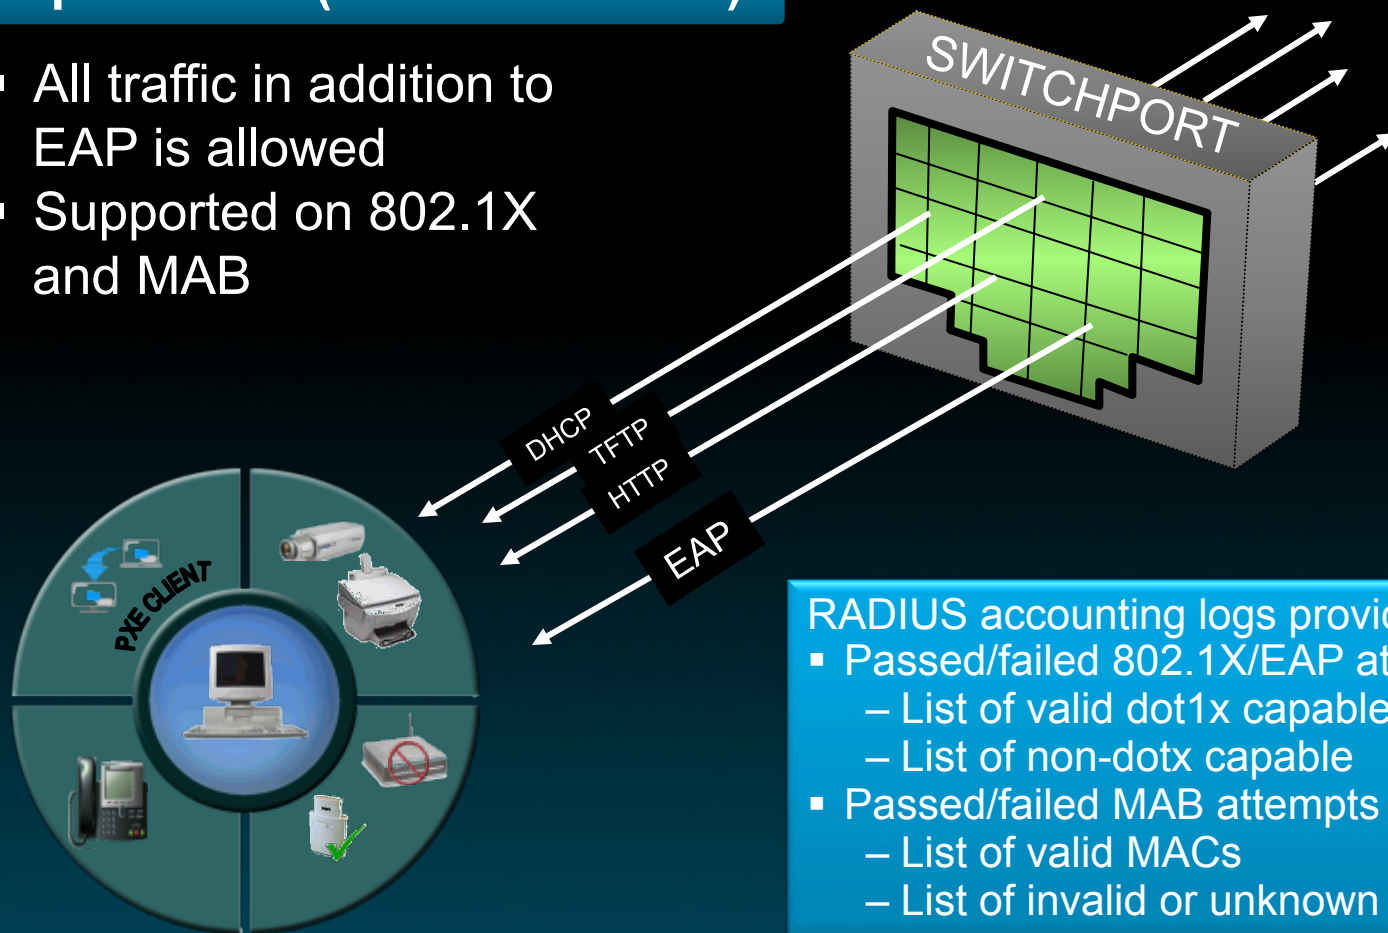 All traffic in addition to
EAP is allowed
Supported on 802.1X
and MAB
SWITCHPORT
DHCP
TFTP
HTTP
EAP
PXE CLIENT
RADIUS accounting logs
▪ Passed/failed 802.1X/EAP
– List of valid dot1x capable
– List of non-dotx capable
▪ Passed/failed MAB attempts
– List of valid MACs
– List of invalid or unknown